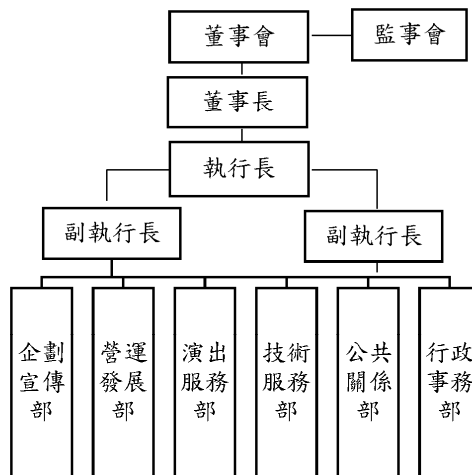 董事會
監事會
董事長
執行長
副執行長
副執行長
企劃
宣傳
部
營運
發展
部
演出
服務
部
技術
服務
部
公共
關係
部
行政
事務
部